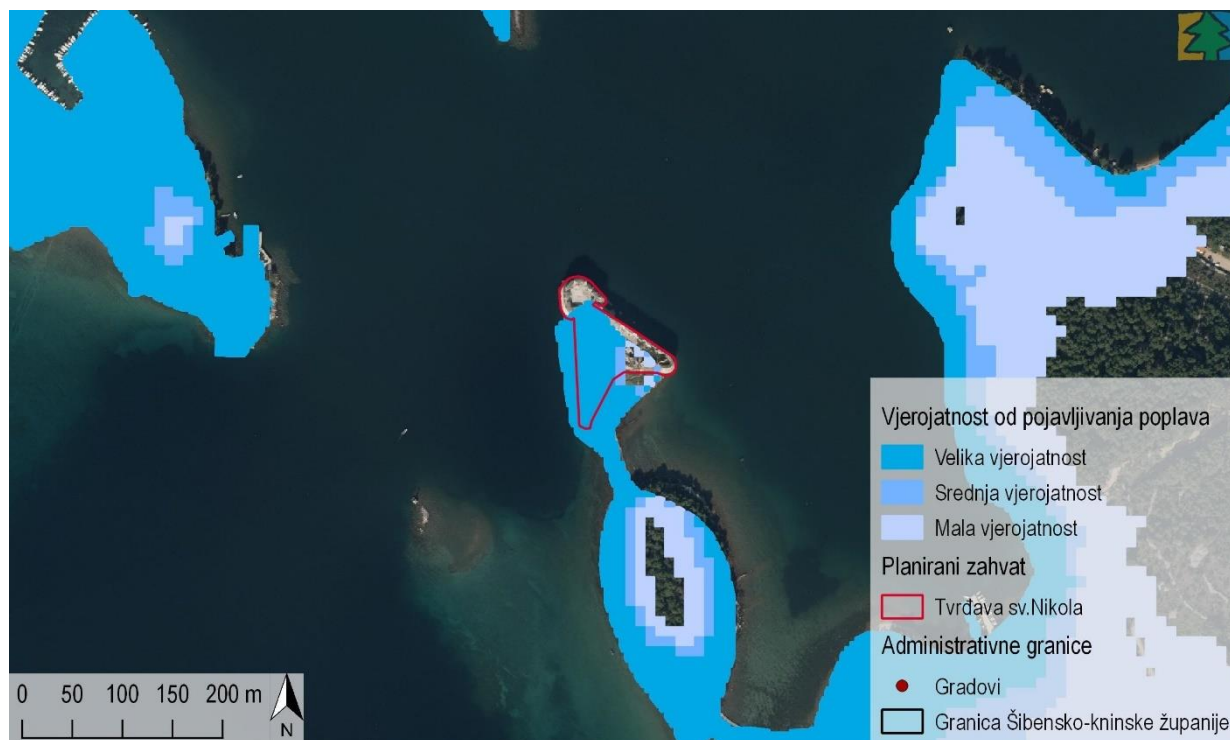 Vjerojatnost od pojavljivanja poplava
Velika vjerojatnost
Srednja vjerojatnost
Mala vjerojatnost
Planirani zahvat
Tvrđava sv.Nikola
Administrativne granice
Gradovi
Granica Šibensko-kninske županije
0 50 100 150 200 m
N